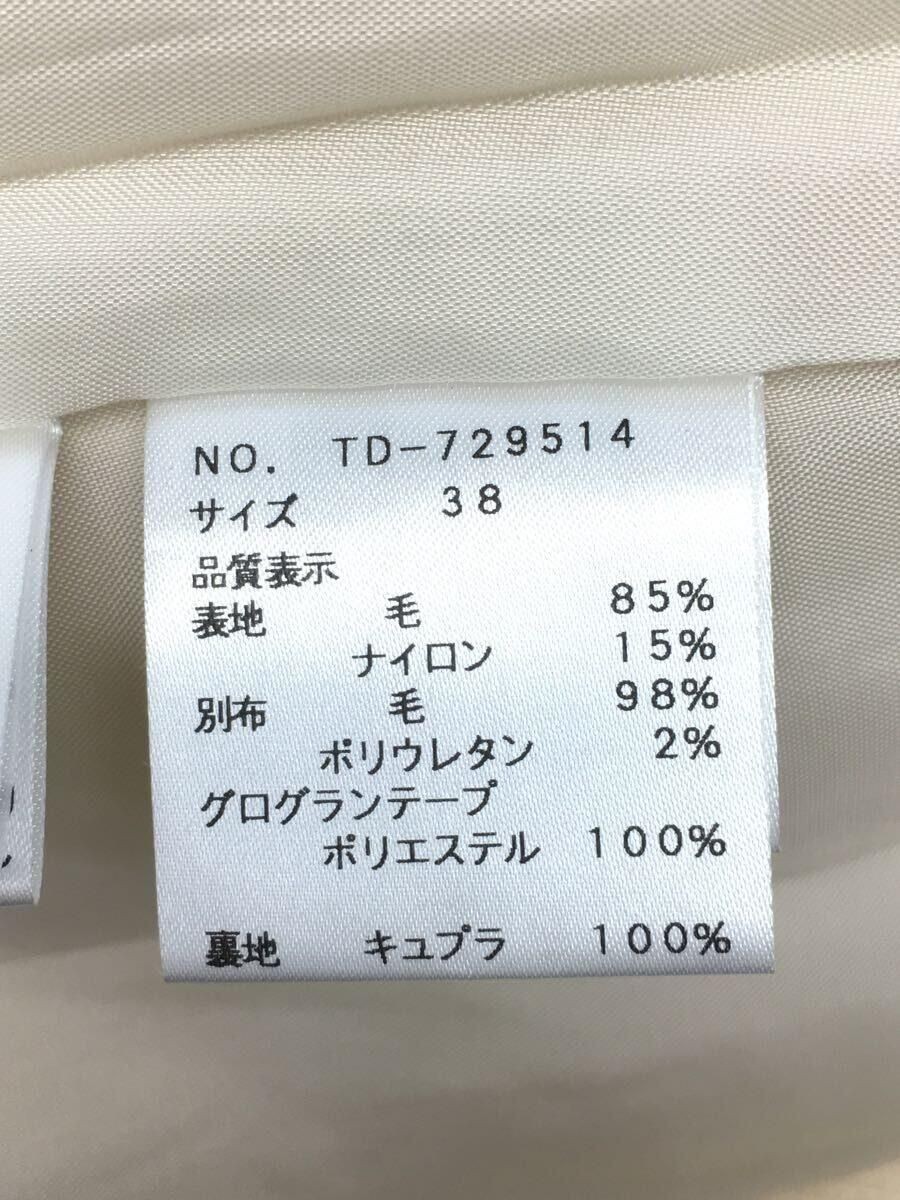 NO. TD-729514
サイズ 38
品質表示
表地 毛 85%
ナイロン 15%
別布 毛 98%
ポリウレタン 2%
グログランテープ
ポリエステル 100%
裏地 キュプラ 100%